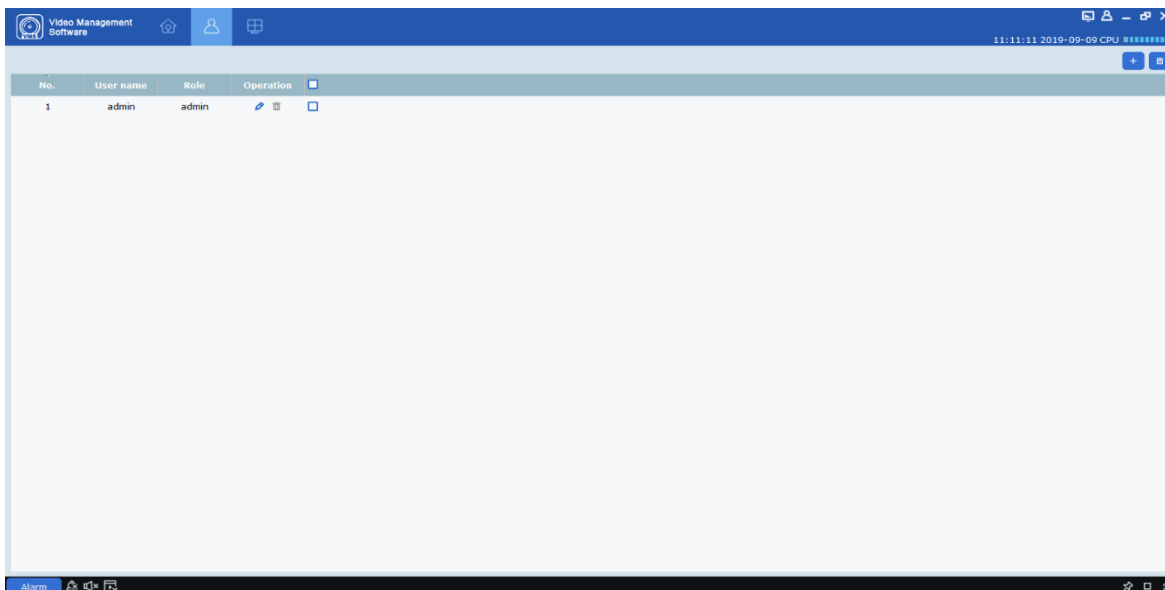 Video Management
Software
11:11:11 2019-09-09 CPU
No. User name Role Operation
1 admin admin
Alarm